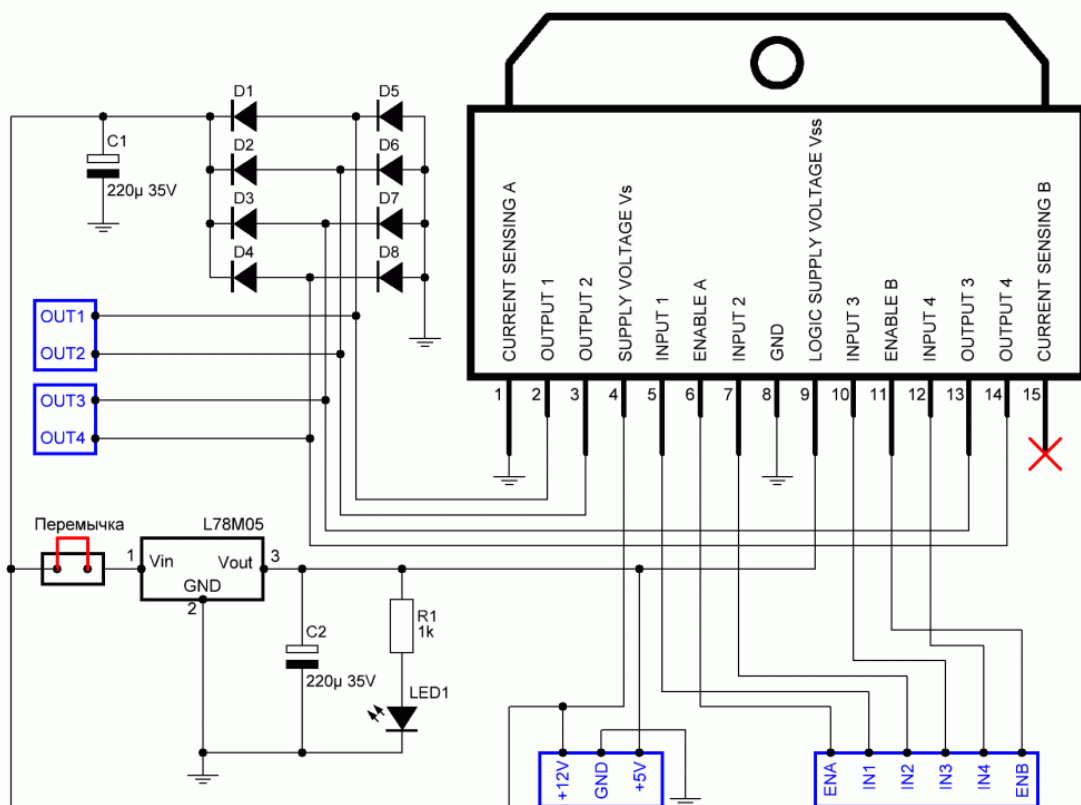 D1
D5
C1
220µ 35V
D2
D6
D3
D7
D4
D8
OUT1
OUT2
OUT3
OUT4
CURRENT SENSING A
OUTPUT 1
OUTPUT 2
SUPPLY VOLTAGE Vs
INPUT 1
ENABLE A
INPUT 2
GND
LOGIC SUPPLY VOLTAGE Vss
INPUT 3
ENABLE B
INPUT 4
OUTPUT 3
OUTPUT 4
CURRENT SENSING B
1
2
3
4
5
6
7
8
9
10
11
12
13
14
15
Перемычка
L78M05
1
Vin
Vout
3
GND
2
R1
1k
C2
220µ 35V
LED1
+12V
GND
+5V
ENA
IN1
IN2
IN3
IN4
ENB